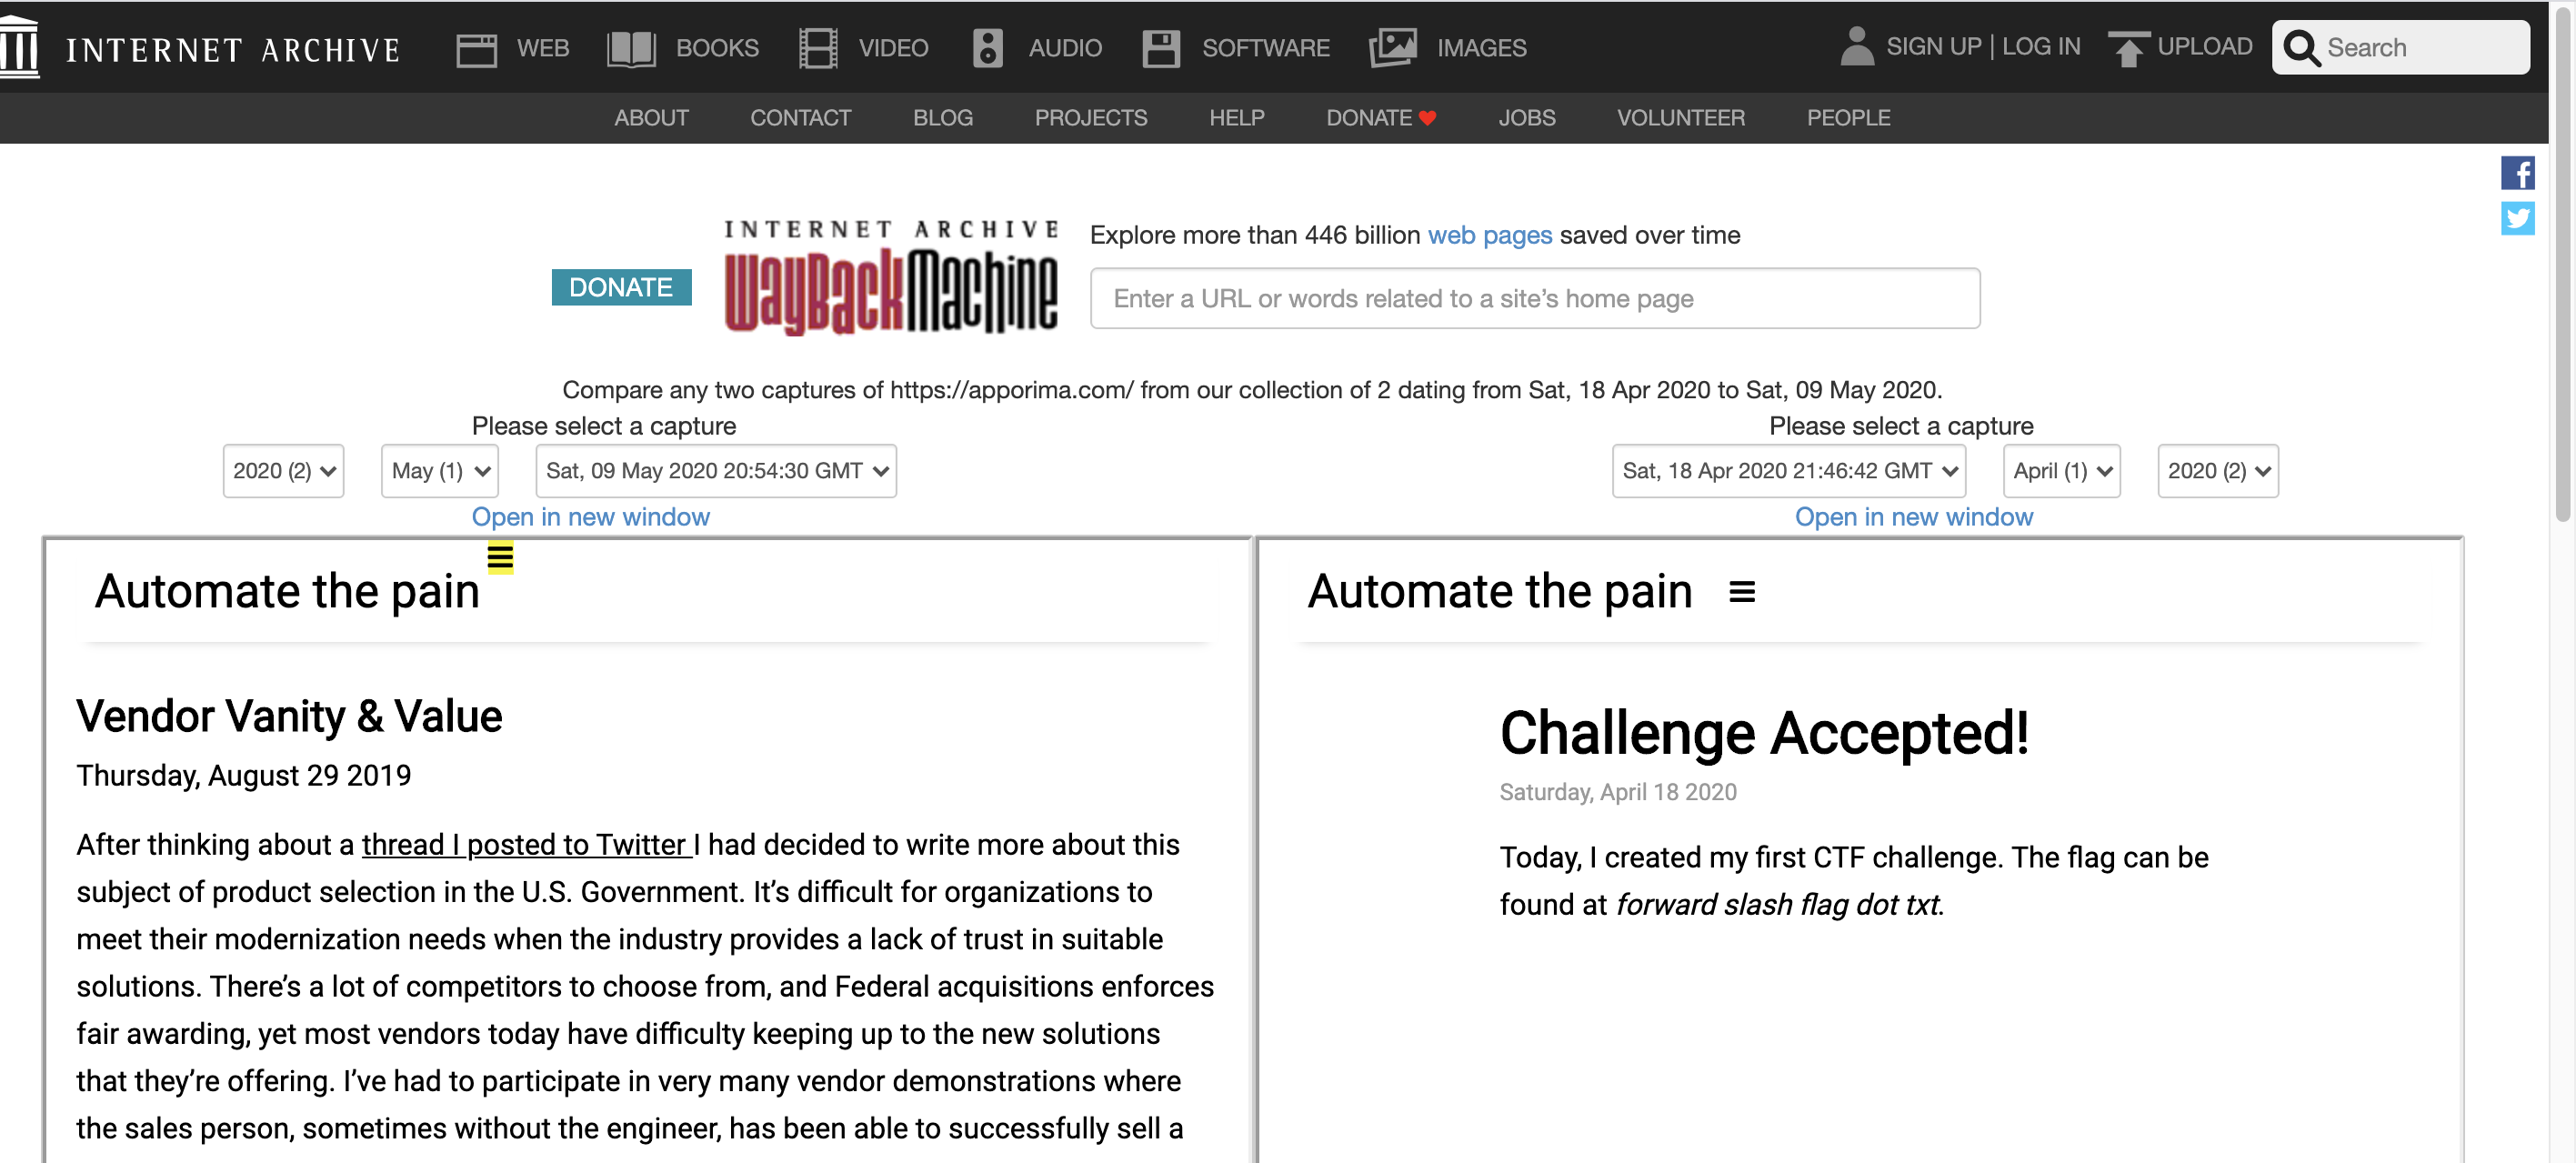 INTERNET ARCHIVE WEB BOOKS VIDEO AUDIO SOFTWARE IMAGES SIGN UP | LOG IN UPLOAD Search
ABOUT CONTACT BLOG PROJECTS HELP DONATE JOBS VOLUNTEER PEOPLE
DONATE
INTERNET ARCHIVE
WayBackMachine
Explore more than 446 billion web pages saved over time
Enter a URL or words related to a site’s home page
Compare any two captures of https://apporima.com/ from our collection of 2 dating from Sat, 18 Apr 2020 to Sat, 09 May 2020.
Please select a capture
2020 (2) May (1) Sat, 09 May 2020 20:54:30 GMT
Open in new window
Please select a capture
Sat, 18 Apr 2020 21:46:42 GMT April (1) 2020 (2)
Open in new window
Automate the pain
Vendor Vanity & Value
Thursday, August 29 2019
After thinking about a thread I posted to Twitter I had decided to write more about this
subject of product selection in the U.S. Government. It’s difficult for organizations to
meet their modernization needs when the industry provides a lack of trust in suitable
solutions. There’s a lot of competitors to choose from, and Federal acquisitions enforces
fair awarding, yet most vendors today have difficulty keeping up to the new solutions
that they’re offering. I’ve had to participate in very many vendor demonstrations where
the sales person, sometimes without the engineer, has been able to successfully sell a
Automate the pain
Challenge Accepted!
Saturday, April 18 2020
Today, I created my first CTF challenge. The flag can be
found at forward slash flag dot txt.